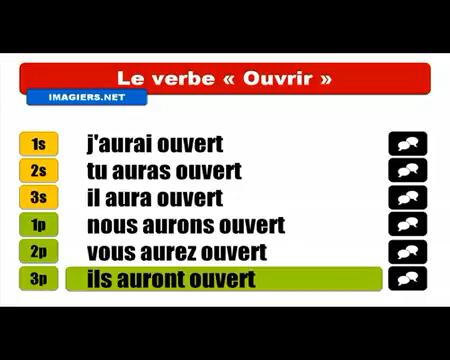 Le verbe « Ouvrir »
IMAGIERS.NET
1s j'aurai ouvert
2s tu auras ouvert
3s il aura ouvert
1p nous aurons ouvert
2p vous aurez ouvert
3p ils auront ouvert